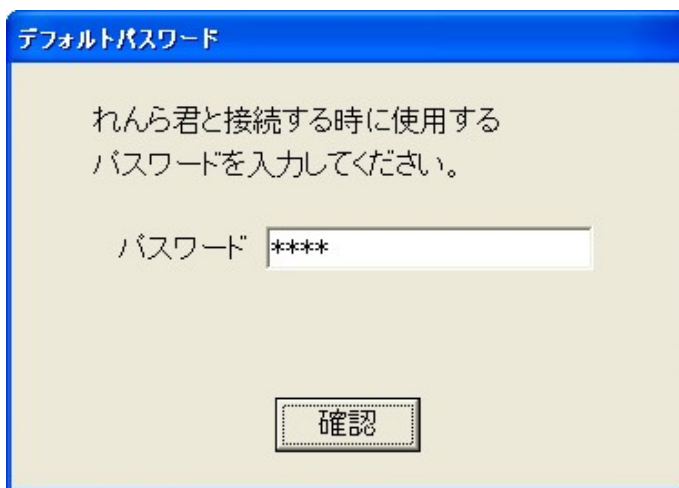 デフォルトパスワード
れんら君と接続する時に使用する
パスワードを入力してください。
パスワード ****
確認